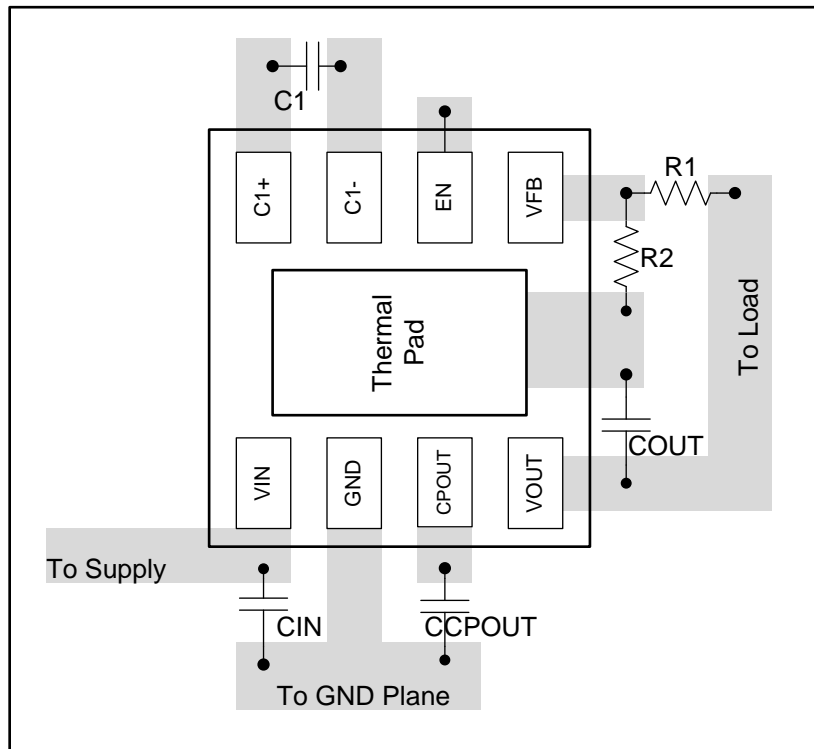 C1
C1+
C1-
EN
VFB
R1
R2
Thermal
Pad
To Load
COUT
VIN
GND
CPOUT
VOUT
To Supply
CIN
CCPOUT
To GND Plane